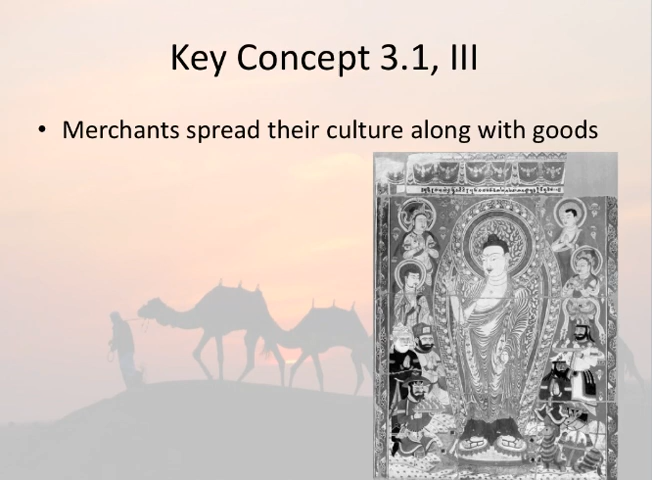 Key Concept 3.1, III
• Merchants spread their culture along with goods